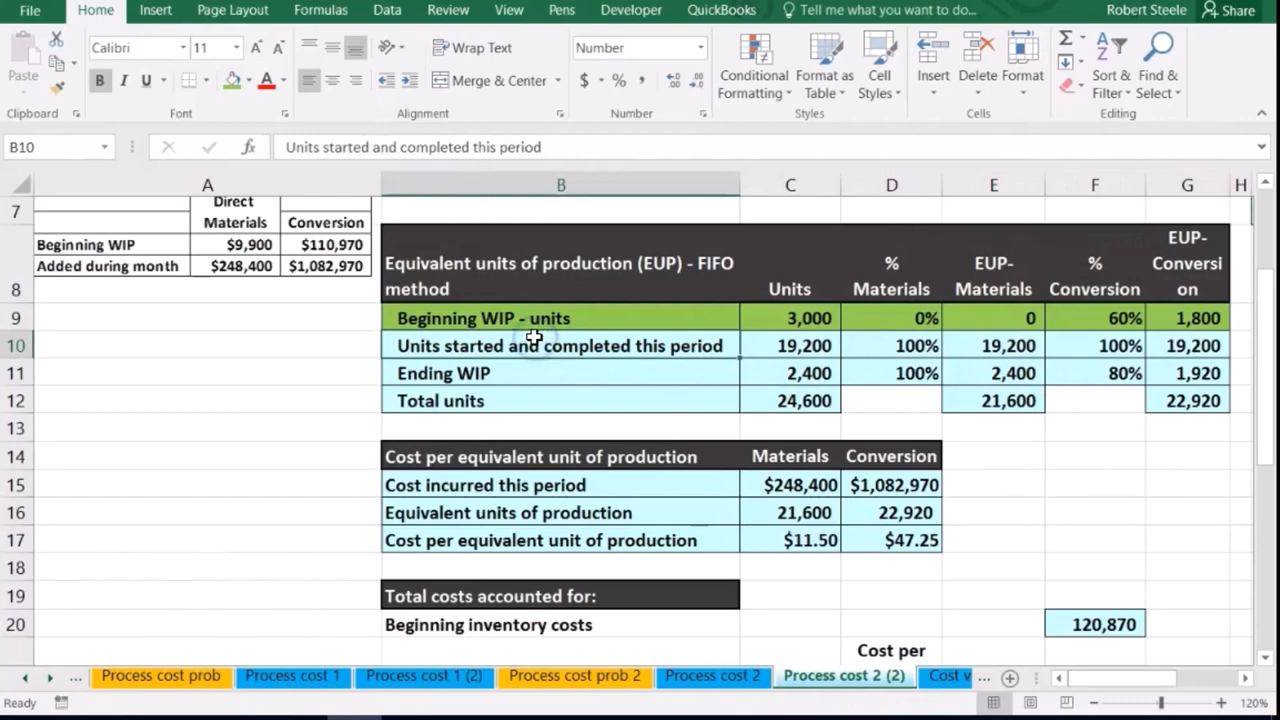 File Home Insert Page Layout Formulas Data Review View Pens Developer QuickBooks Tell me what you want to do... Robert Steele Share
Calibri 11 Wrap Text Number
Paste B I U Merge & Center $ % , Conditional Formatting Format as Table Cell Styles Insert Delete Format Sort & Filter Find & Select
Clipboard Font Alignment Number Styles Cells Editing
B10 fx Units started and completed this period
A B C D E F G H
7 Direct
Materials Conversion
Beginning WIP $9,900 $110,970
Added during month $248,400 $1,082,970
8 Equivalent units of production (EUP) - FIFO method Units % Materials EUP- Materials % Conversion EUP- Conversi on
9 Beginning WIP - units 3,000 0% 0 60% 1,800
10 Units started and completed this period 19,200 100% 19,200 100% 19,200
11 Ending WIP 2,400 100% 2,400 80% 1,920
12 Total units 24,600 21,600 22,920
13
14 Cost per equivalent unit of production Materials Conversion
15 Cost incurred this period $248,400 $1,082,970
16 Equivalent units of production 21,600 22,920
17 Cost per equivalent unit of production $11.50 $47.25
18
19 Total costs accounted for:
20 Beginning inventory costs 120,870
Cost per
... Process cost prob Process cost 1 Process cost 1 (2) Process cost prob 2 Process cost 2 Process cost 2 (2) Cost v ...
Ready 120%